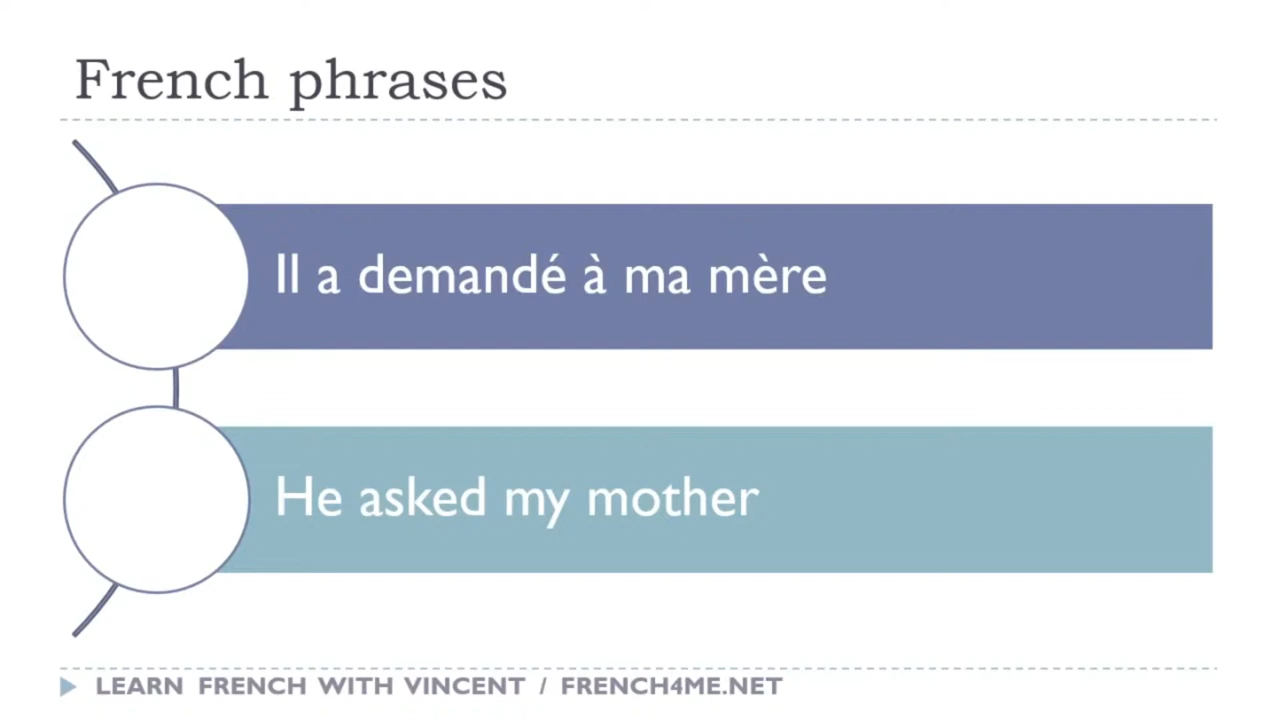 French phrases
Il a demandé à ma mère
He asked my mother
LEARN FRENCH WITH VINCENT / FRENCH4ME.NET